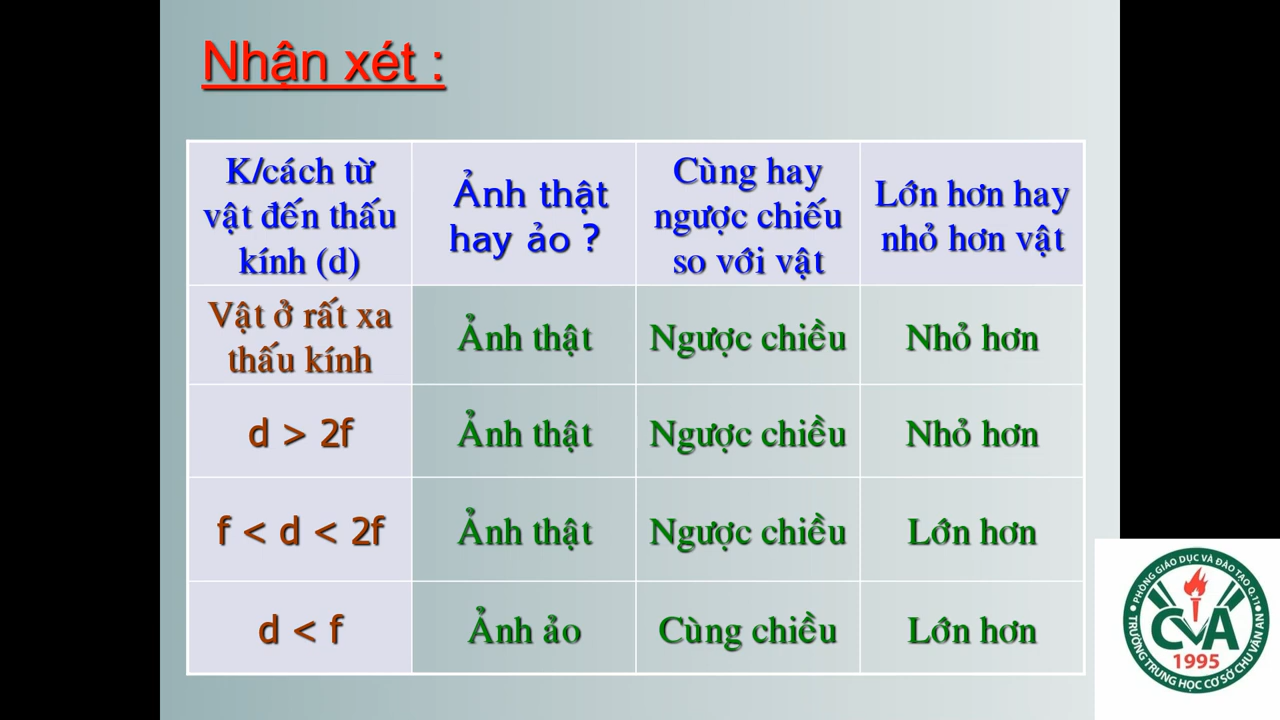 Nhận xét :
K/cách từ
vật đến thấu
kính (d)
Ảnh thật
hay ảo ?
Cùng hay
ngược chiếu
so với vật
Lớn hơn hay
nhỏ hơn vật
Vật ở rất xa
thấu kính
Ảnh thật
Ngược chiều
Nhỏ hơn
d > 2f
Ảnh thật
Ngược chiều
Nhỏ hơn
f < d < 2f
Ảnh thật
Ngược chiều
Lớn hơn
d < f
Ảnh ảo
Cùng chiều
Lớn hơn
PHÒNG GIÁO DỤC VÀ ĐÀO TẠO Q.11
CVA
1995
TRƯỜNG TRUNG HỌC CƠ SỞ CHU VĂN AN